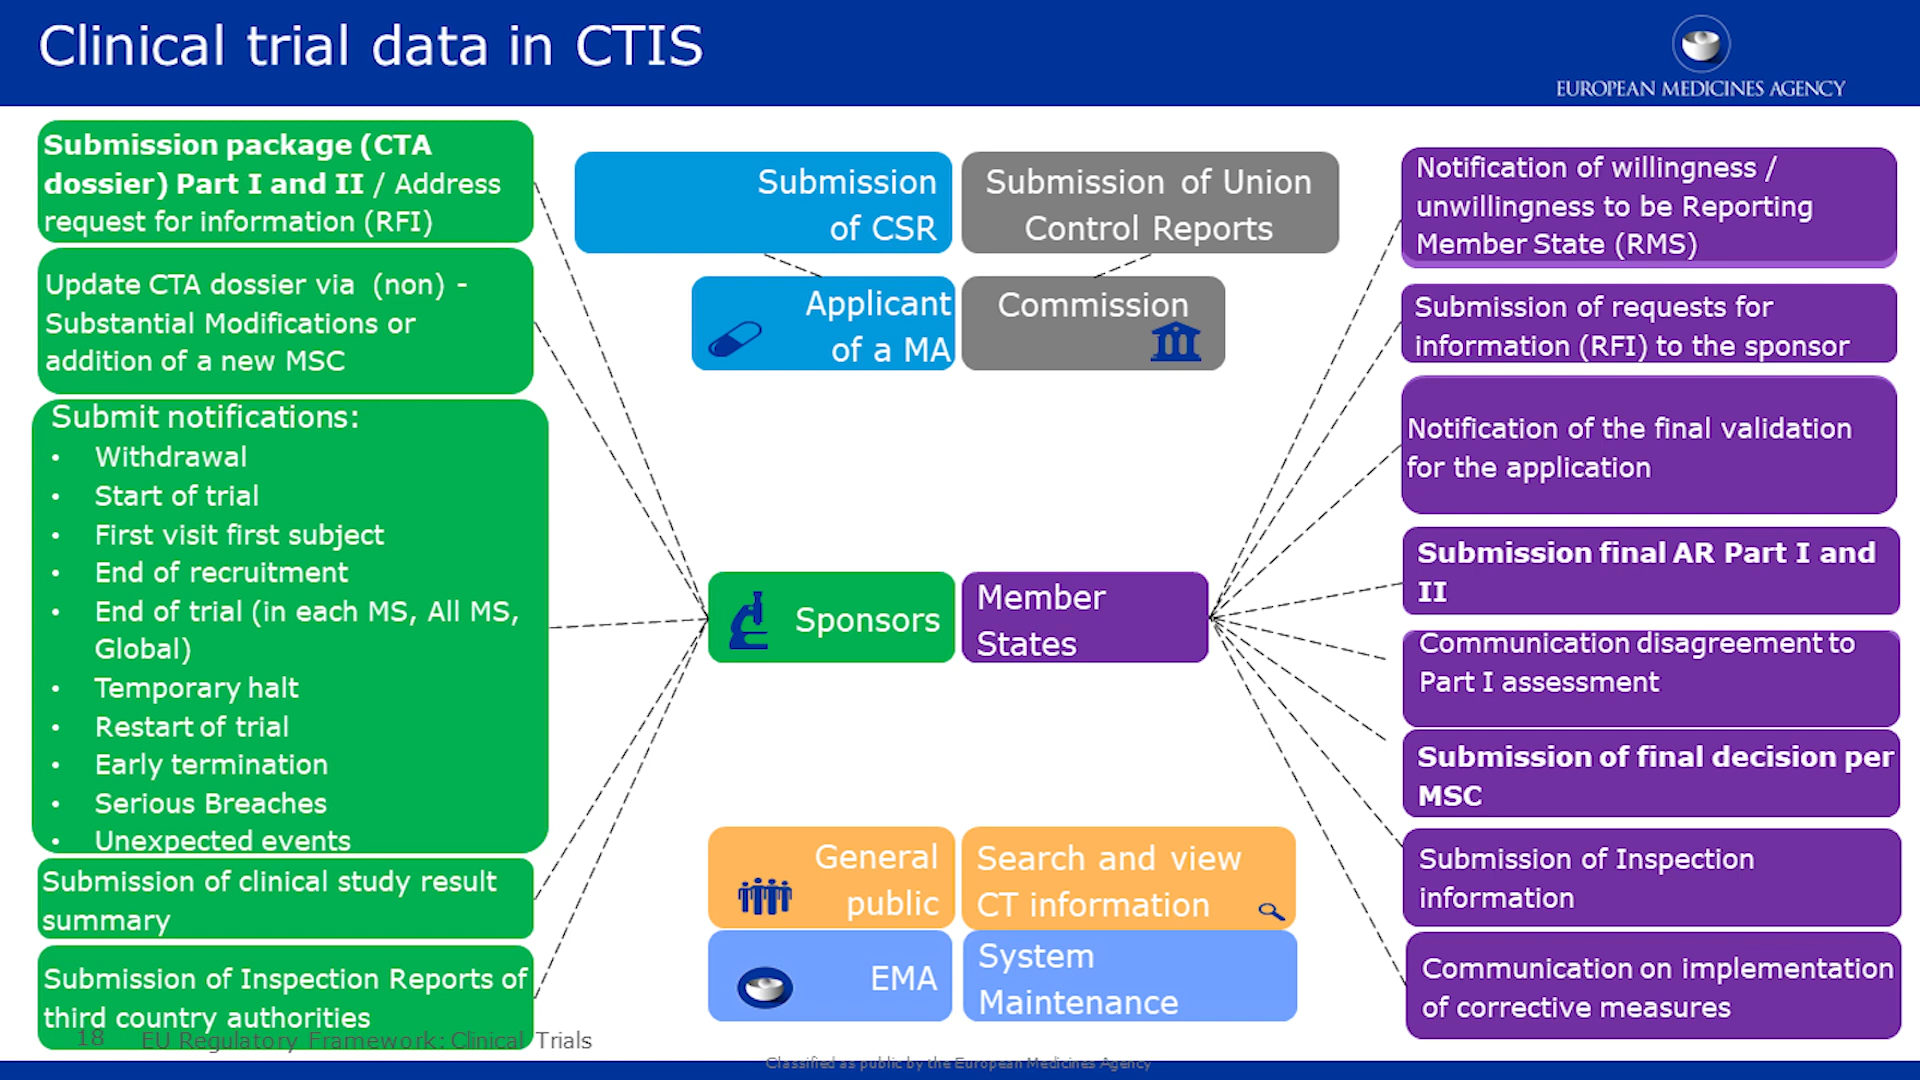 Clinical trial data in CTIS
EUROPEAN MEDICINES AGENCY
Submission package (CTA
dossier) Part I and II / Address
request for information (RFI)
Update CTA dossier via (non) -
Substantial Modifications or
addition of a new MSC
Submit notifications:
• Withdrawal
• Start of trial
• First visit first subject
• End of recruitment
• End of trial (in each MS, All MS,
Global)
• Temporary halt
• Restart of trial
• Early termination
• Serious Breaches
• Unexpected events
Submission of clinical study result
summary
Submission of Inspection Reports of
third country authorities
Submission
of CSR
Submission of Union
Control Reports
Applicant
of a MA
Commission
Sponsors
Member
States
General
public
Search and view
CT information
EMA
System
Maintenance
Notification of willingness /
unwillingness to be Reporting
Member State (RMS)
Submission of requests for
information (RFI) to the sponsor
Notification of the final validation
for the application
Submission final AR Part I and
II
Communication disagreement to
Part I assessment
Submission of final decision per
MSC
Submission of Inspection
information
Communication on implementation
of corrective measures
18 EU Regulatory Framework: Clinical Trials
Classified as public by the European Medicines Agency